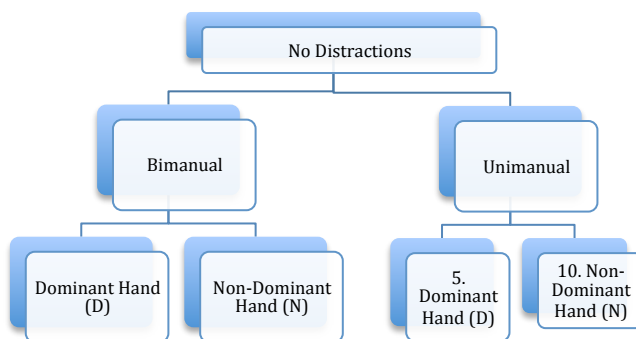 No Distractions
Bimanual
Unimanual
Dominant Hand
(D)
Non-Dominant
Hand (N)
5.
Dominant
Hand (D)
10. Non-
Dominant
Hand (N)